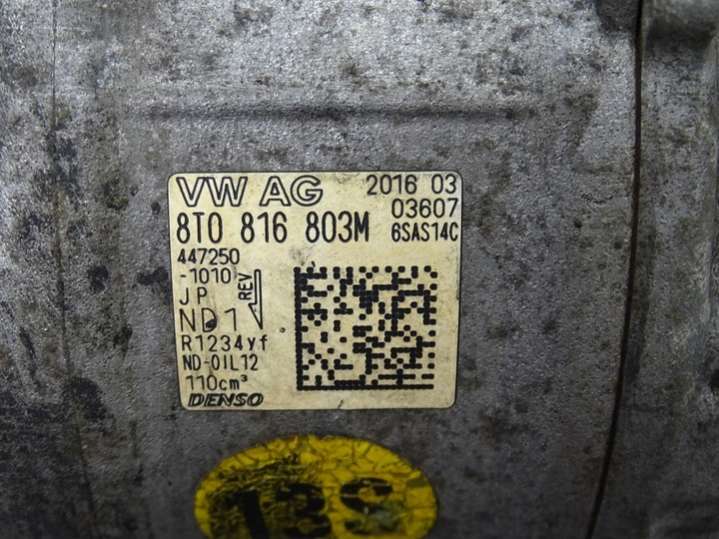 VW AG 2016 03
03607
8T0 816 803M 6SAS14C
447250
-1010
JP REV
ND1
R1234yf
ND-OIL12
110cm³
DENSO